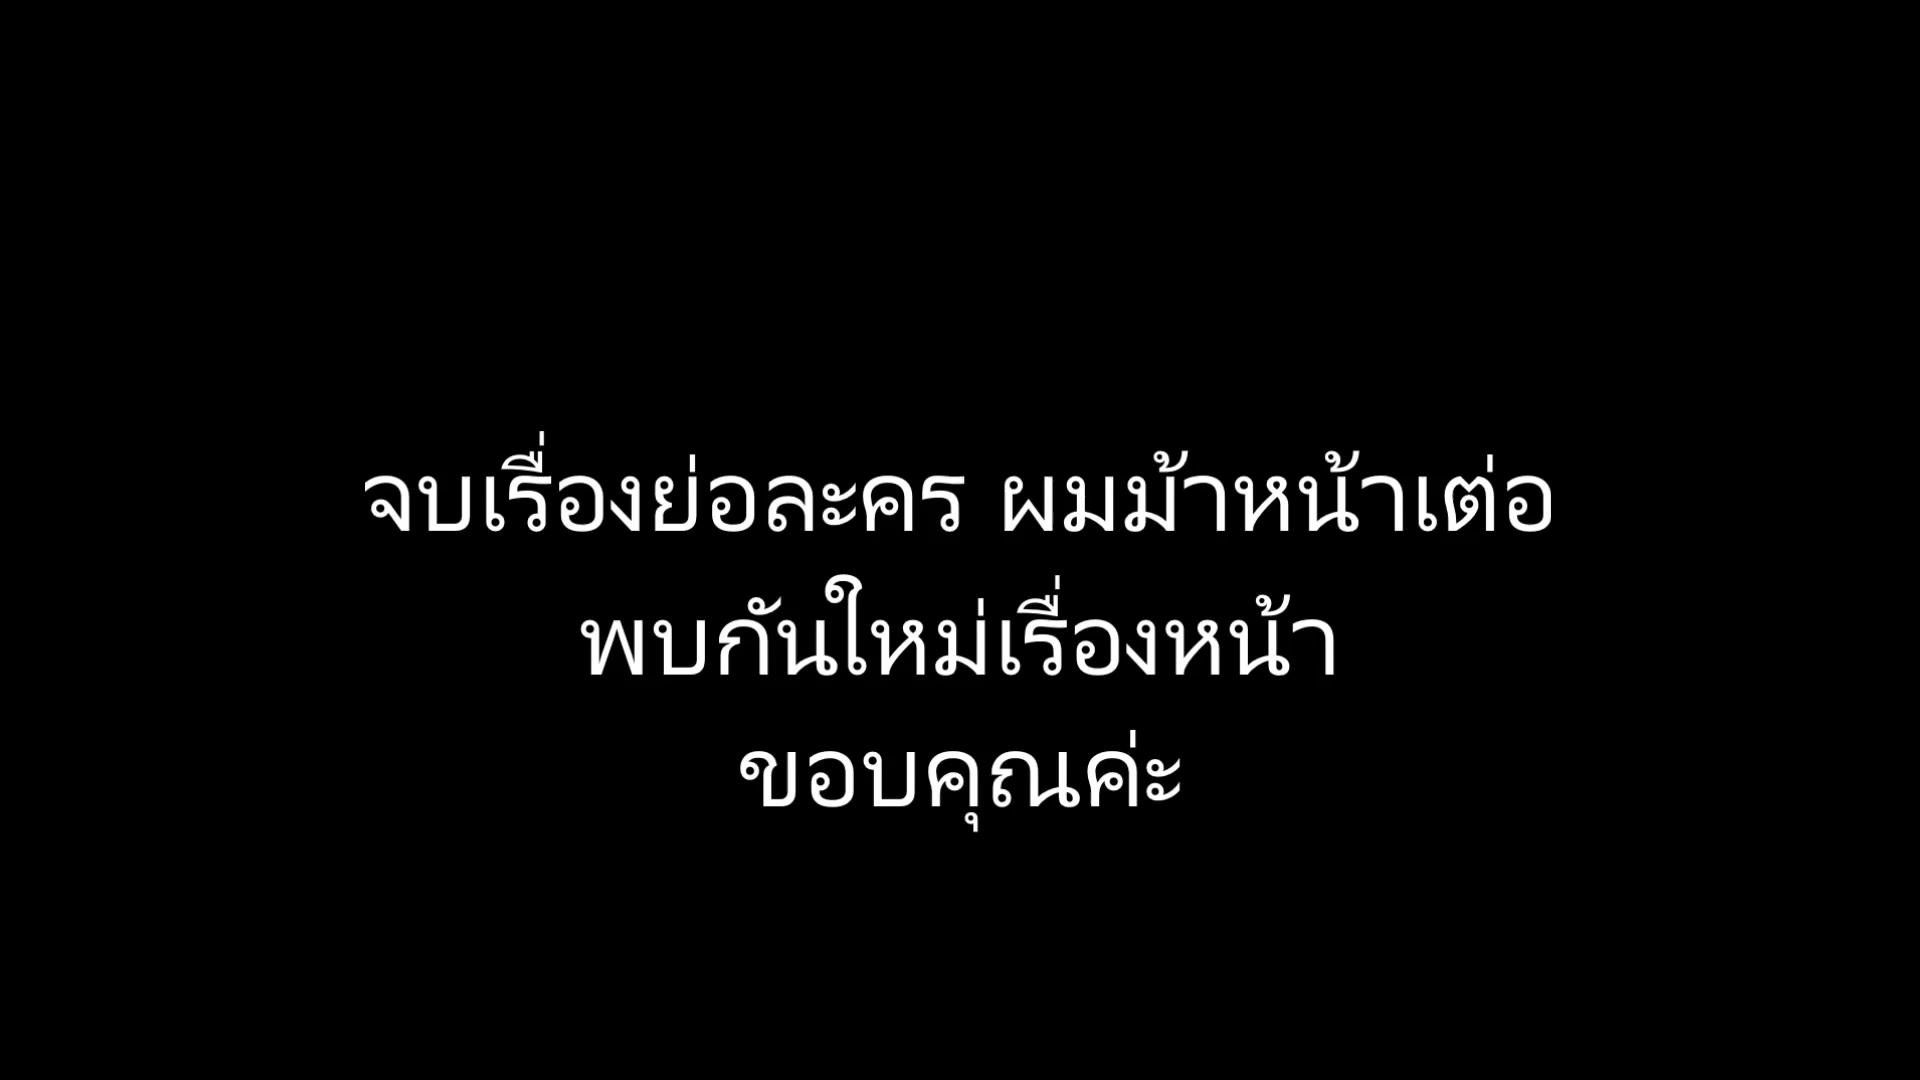 จบเรื่องย่อละคร ผมม้าหน้าเต่อ
พบกันใหม่เรื่องหน้า
ขอบคุณค่ะ